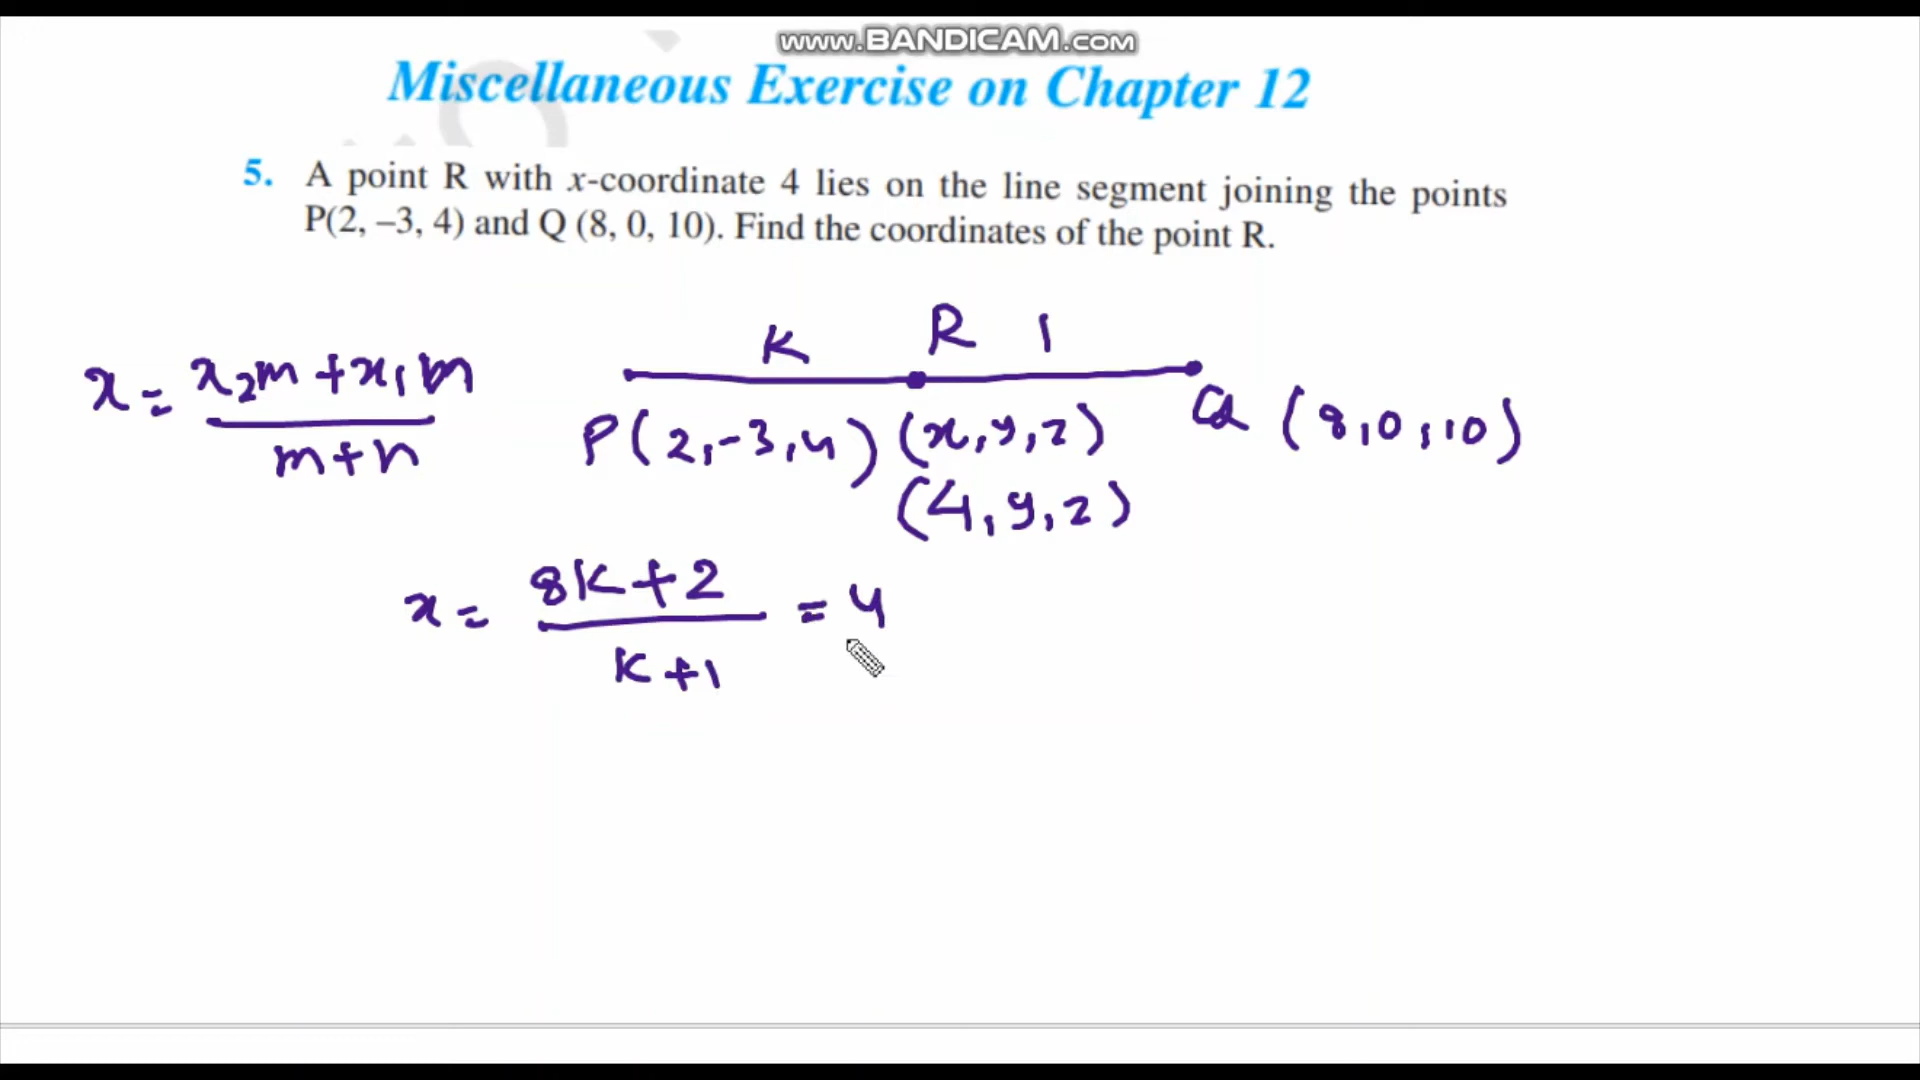 www.BANDICAM.com
Miscellaneous Exercise on Chapter 12
5. A point R with x-coordinate 4 lies on the line segment joining the points
P(2, –3, 4) and Q (8, 0, 10). Find the coordinates of the point R.
K R 1
x = x₂m + x₁m
m+n
P(2,-3,4) (x,y,z) Q (8,0,10)
(4,y,z)
x = 8K+2 = 4
K+1